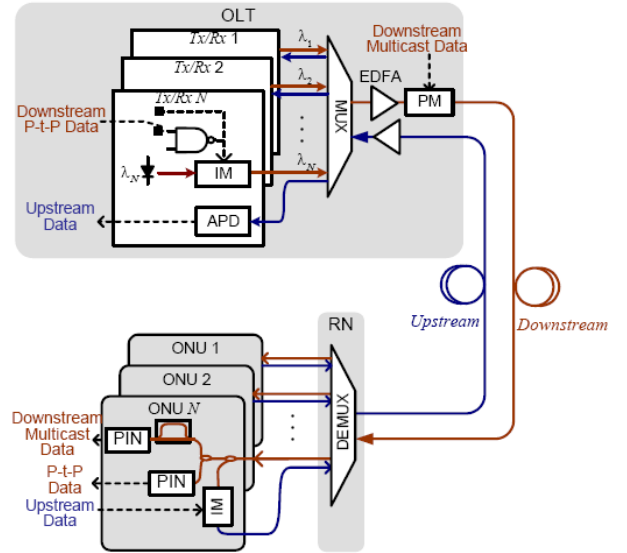 OLT
Tx/Rx 1
Tx/Rx 2
Tx/Rx N
λ1
λ2
λN
Downstream
Multicast Data
EDFA
PM
MUX
Downstream
P-t-P Data
λN
IM
Upstream
Data
APD
Upstream
Downstream
RN
DEMUX
ONU 1
ONU 2
ONU N
Downstream
Multicast
Data
PIN
P-t-P
Data
PIN
Upstream
Data
IM